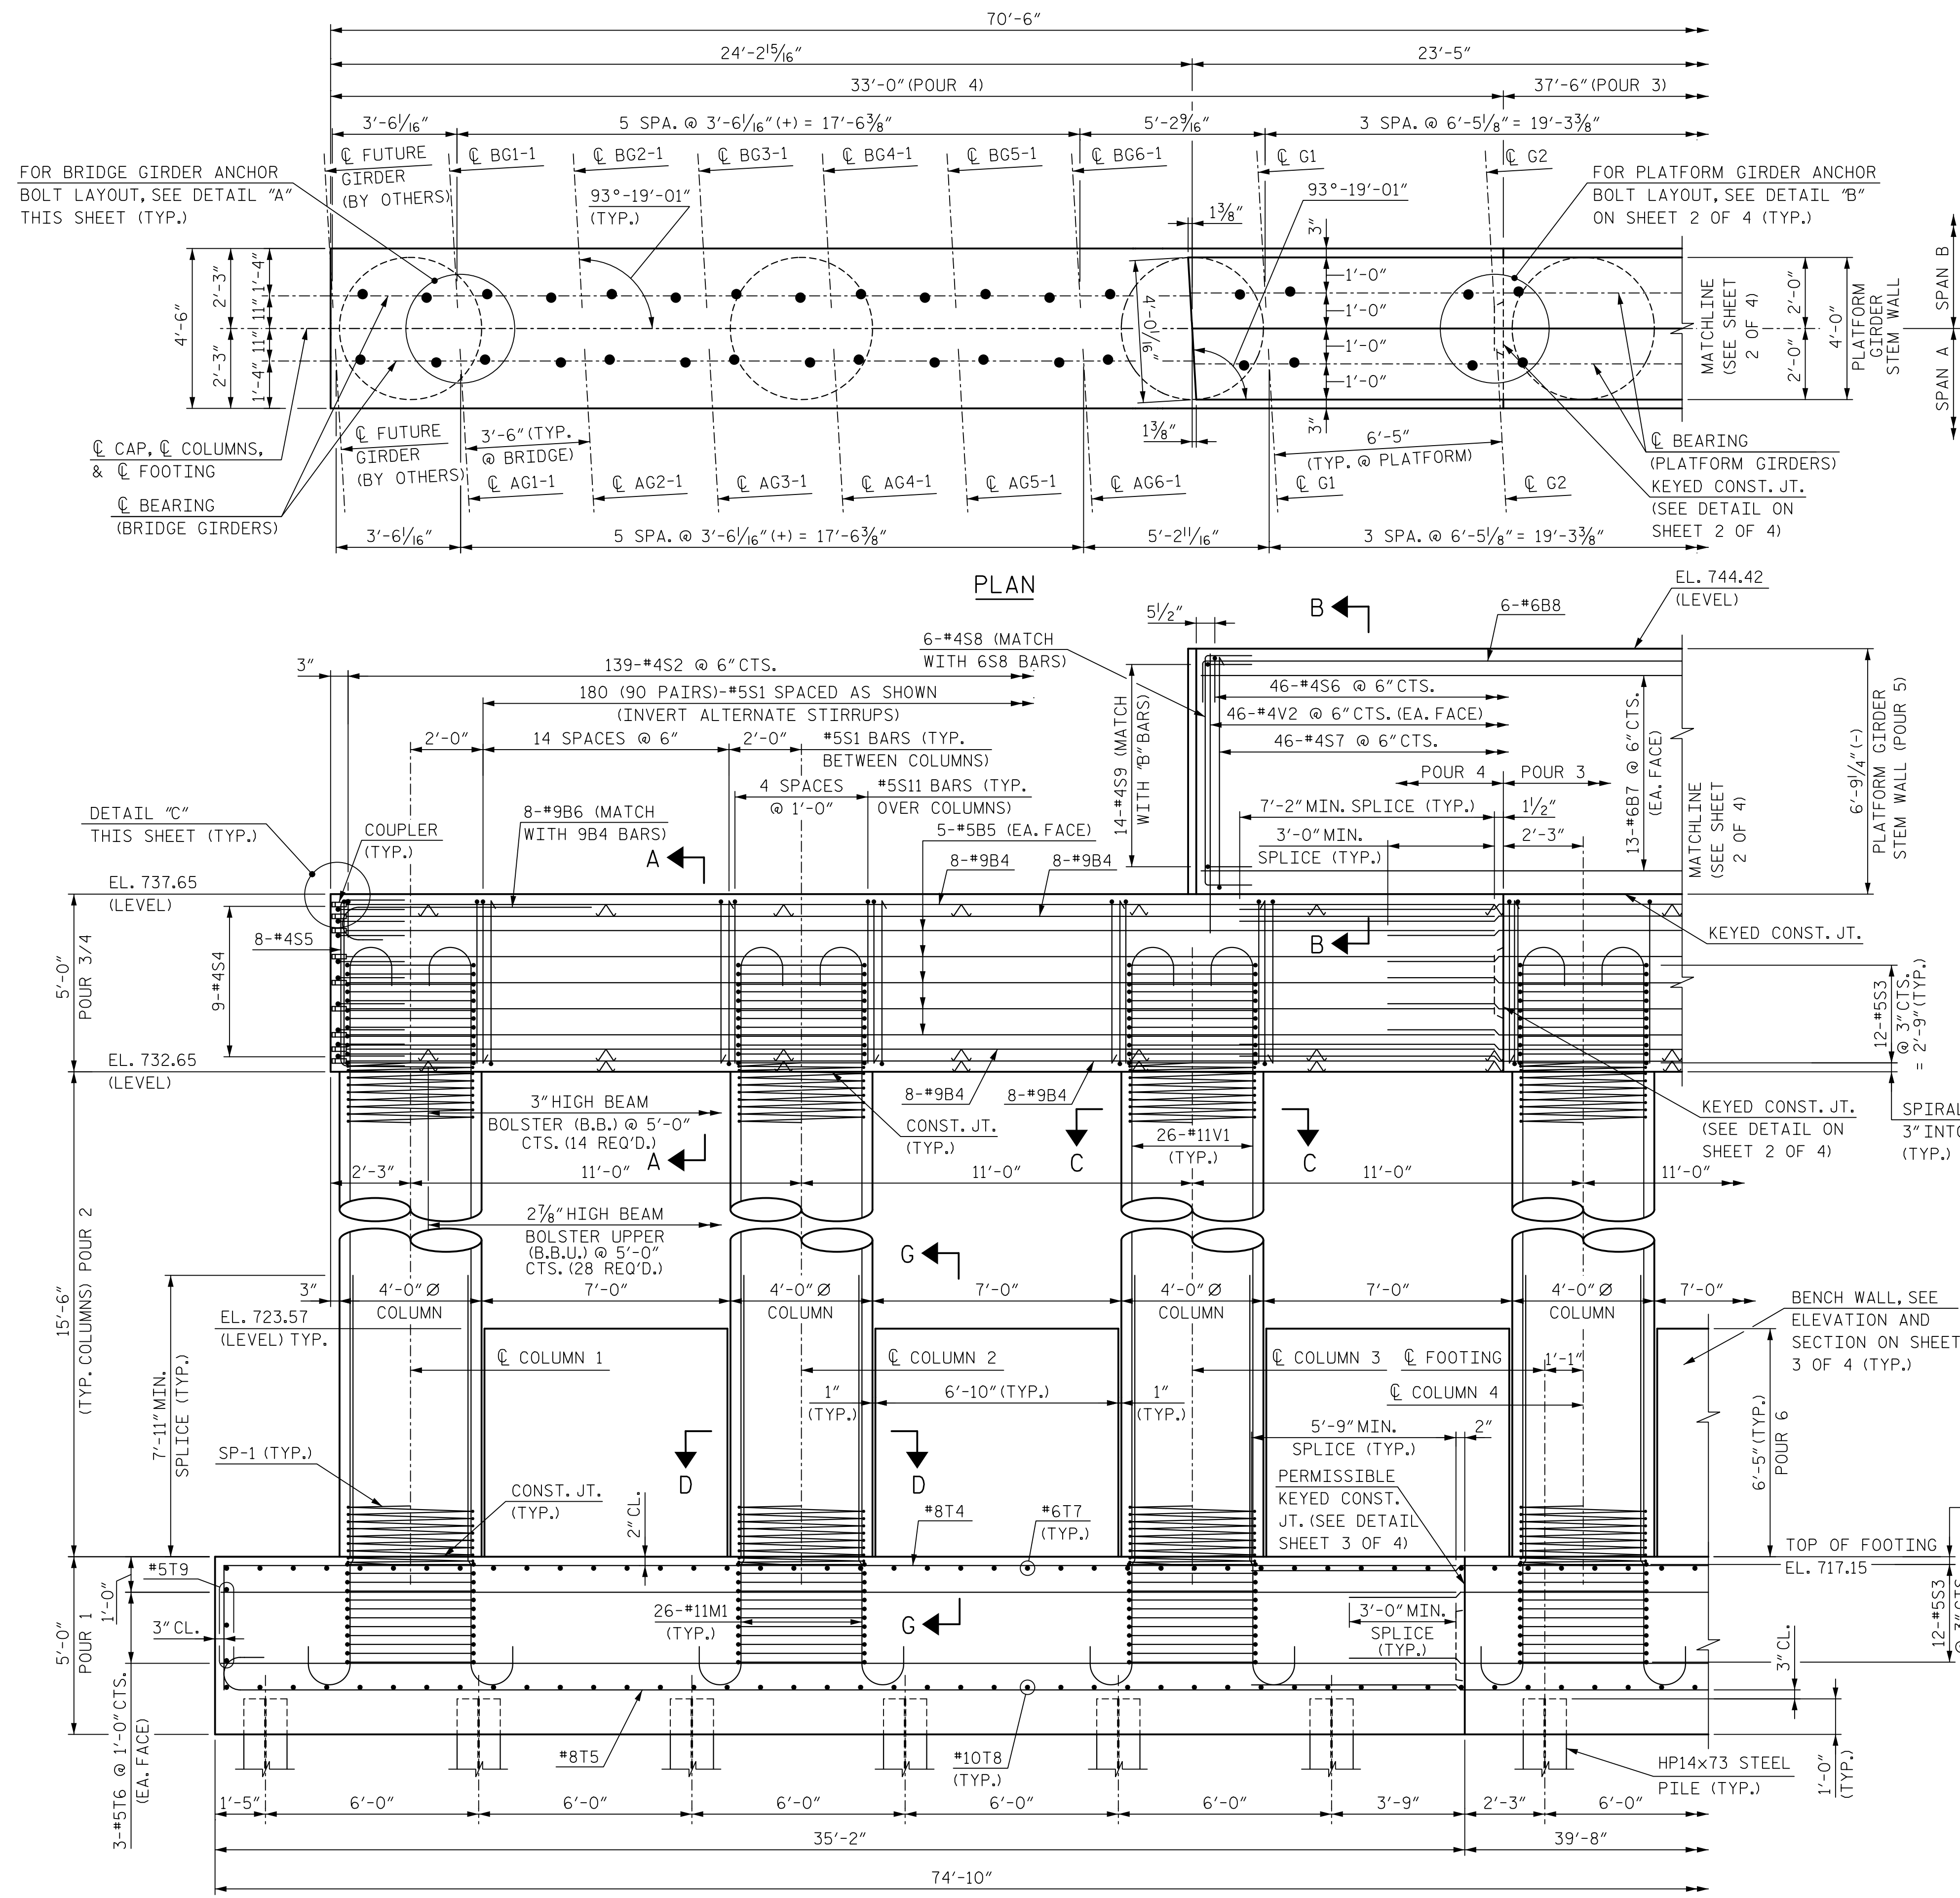 70'-6"
24'-2 15/16"
23'-5"
33'-0" (POUR 4)
37'-6" (POUR 3)
3'-6 1/16"
5 SPA. @ 3'-6 1/16" (+) = 17'-6 3/8"
5'-2 9/16"
3 SPA. @ 6'-5 1/8" = 19'-3 3/8"
℄ FUTURE
GIRDER
(BY OTHERS)
℄ BG1-1
℄ BG2-1
℄ BG3-1
℄ BG4-1
℄ BG5-1
℄ BG6-1
℄ G1
℄ G2
FOR BRIDGE GIRDER ANCHOR
BOLT LAYOUT, SEE DETAIL "A"
THIS SHEET (TYP.)
93°-19'-01"
(TYP.)
1 3/8"
93°-19'-01"
FOR PLATFORM GIRDER ANCHOR
BOLT LAYOUT, SEE DETAIL "B"
ON SHEET 2 OF 4 (TYP.)
4'-6"
2'-3"
2'-3"
1'-4"
11"
11"
1'-4"
4'-0 1/16"
3"
1'-0"
1'-0"
1'-0"
1'-0"
3"
MATCHLINE
(SEE SHEET
2 OF 4)
2'-0"
2'-0"
4'-0"
PLATFORM
GIRDER
STEM WALL
SPAN B
SPAN A
℄ CAP, ℄ COLUMNS,
& ℄ FOOTING
℄ BEARING
(BRIDGE GIRDERS)
℄ FUTURE
GIRDER
(BY OTHERS)
3'-6" (TYP.
@ BRIDGE)
℄ AG1-1
℄ AG2-1
℄ AG3-1
℄ AG4-1
℄ AG5-1
℄ AG6-1
1 3/8"
6'-5"
(TYP. @ PLATFORM)
℄ G1
℄ G2
℄ BEARING
(PLATFORM GIRDERS)
KEYED CONST. JT.
(SEE DETAIL ON
SHEET 2 OF 4)
3'-6 1/16"
5 SPA. @ 3'-6 1/16" (+) = 17'-6 3/8"
5'-2 11/16"
3 SPA. @ 6'-5 1/8" = 19'-3 3/8"
PLAN
EL. 744.42
(LEVEL)
5 1/2"
B
6-#6B8
6-#4S8 (MATCH
WITH 6S8 BARS)
3"
139-#4S2 @ 6" CTS.
180 (90 PAIRS)-#5S1 SPACED AS SHOWN
(INVERT ALTERNATE STIRRUPS)
46-#4S6 @ 6" CTS.
46-#4V2 @ 6" CTS. (EA. FACE)
46-#4S7 @ 6" CTS.
14-#4S9 (MATCH
WITH "B" BARS)
13-#6B7 @ 6" CTS.
(EA. FACE)
MATCHLINE
(SEE SHEET
2 OF 4)
6'-9 1/4" (-)
PLATFORM GIRDER
STEM WALL (POUR 5)
2'-0"
14 SPACES @ 6"
2'-0"
#5S1 BARS (TYP.
BETWEEN COLUMNS)
4 SPACES
@ 1'-0"
#5S11 BARS (TYP.
OVER COLUMNS)
POUR 4
POUR 3
7'-2" MIN. SPLICE (TYP.)
1 1/2"
3'-0" MIN.
SPLICE (TYP.)
2'-3"
DETAIL "C"
THIS SHEET (TYP.)
COUPLER
(TYP.)
8-#9B6 (MATCH
WITH 9B4 BARS)
5-#5B5 (EA. FACE)
A
8-#9B4
8-#9B4
EL. 737.65
(LEVEL)
B
KEYED CONST. JT.
8-#4S5
9-#4S4
5'-0"
POUR 3/4
12-#5S3
@ 3" CTS.
= 2'-9" (TYP.)
EL. 732.65
(LEVEL)
3" HIGH BEAM
BOLSTER (B.B.) @ 5'-0"
CTS. (14 REQ'D.)
8-#9B4
8-#9B4
CONST. JT.
(TYP.)
KEYED CONST. JT.
(SEE DETAIL ON
SHEET 2 OF 4)
SPIRAL
3" INTO
(TYP.)
A
C
26-#11V1
(TYP.)
C
2'-3"
11'-0"
11'-0"
11'-0"
11'-0"
2 7/8" HIGH BEAM
BOLSTER UPPER
(B.B.U.) @ 5'-0"
CTS. (28 REQ'D.)
G
15'-6"
(TYP. COLUMNS) POUR 2
3"
4'-0" Ø
COLUMN
7'-0"
4'-0" Ø
COLUMN
7'-0"
4'-0" Ø
COLUMN
7'-0"
4'-0" Ø
COLUMN
7'-0"
EL. 723.57
(LEVEL) TYP.
BENCH WALL, SEE
ELEVATION AND
SECTION ON SHEET
3 OF 4 (TYP.)
℄ COLUMN 1
℄ COLUMN 2
℄ COLUMN 3
℄ FOOTING
1'-1"
℄ COLUMN 4
7'-11" MIN.
SPLICE (TYP.)
1"
(TYP.)
6'-10" (TYP.)
1"
(TYP.)
5'-9" MIN.
SPLICE (TYP.)
2"
6'-5" (TYP.)
POUR 6
SP-1 (TYP.)
D
D
PERMISSIBLE
KEYED CONST.
JT. (SEE DETAIL
SHEET 3 OF 4)
CONST. JT.
(TYP.)
2" CL.
#8T4
#6T7
(TYP.)
TOP OF FOOTING
EL. 717.15
#5T9
1'-0"
5'-0"
POUR 1
3" CL.
26-#11M1
(TYP.)
G
3'-0" MIN.
SPLICE
(TYP.)
12-#5S3
@ 3" CTS.
3" CL.
3-#5T6 @ 1'-0" CTS.
(EA. FACE)
#8T5
#10T8
(TYP.)
HP14x73 STEEL
PILE (TYP.)
1'-0"
(TYP.)
1'-5"
6'-0"
6'-0"
6'-0"
6'-0"
6'-0"
3'-9"
2'-3"
6'-0"
35'-2"
39'-8"
74'-10"